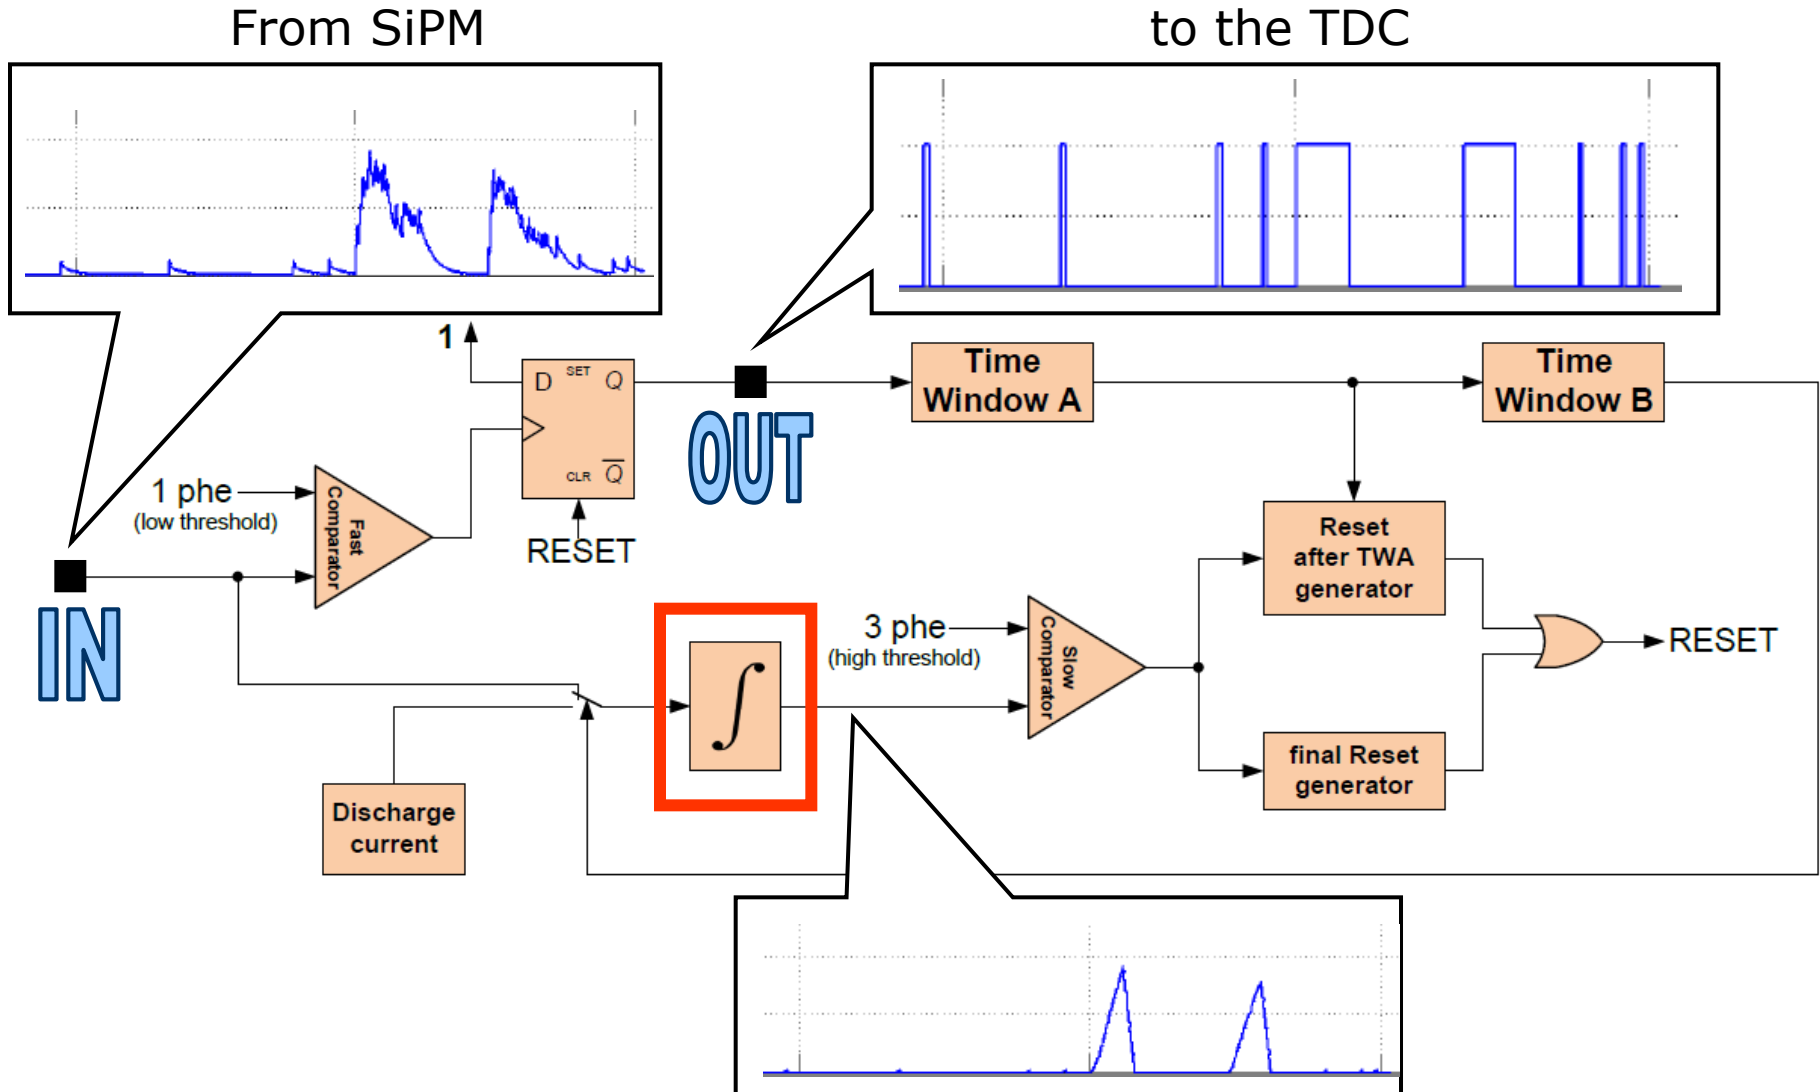 From SiPM
to the TDC
1
D SET Q
CLR Q
RESET
OUT
Time
Window A
Time
Window B
1 phe
(low threshold)
Fast
Comparator
IN
Reset
after TWA
generator
3 phe
(high threshold)
Slow
Comparator
RESET
∫
final Reset
generator
Discharge
current